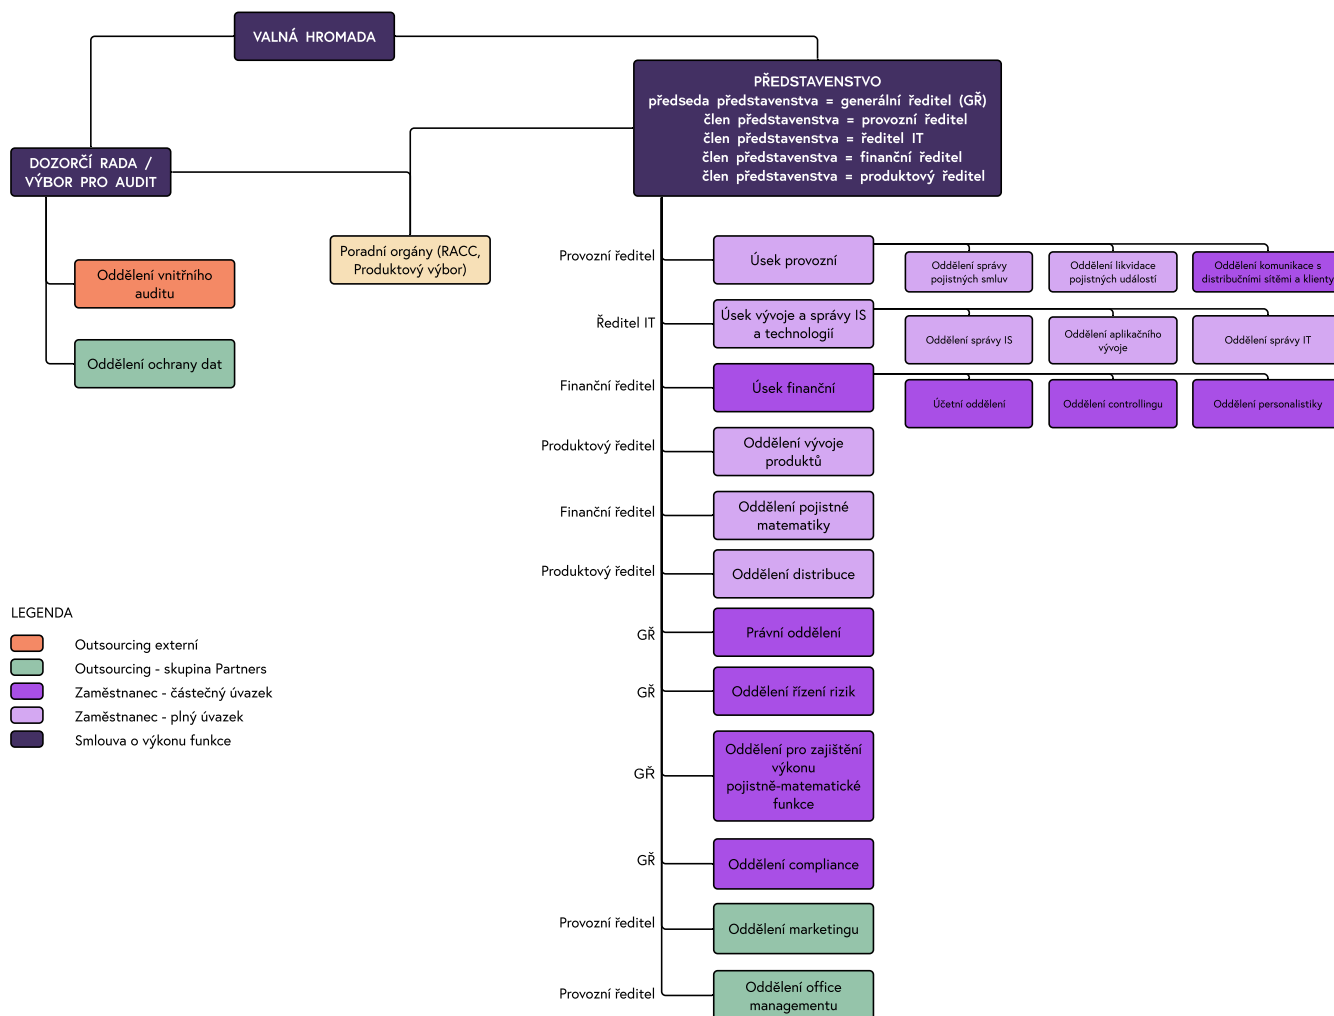 VALNÁ HROMADA
PŘEDSTAVENSTVO
předseda představenstva = generální ředitel (GŘ)
člen představenstva = provozní ředitel
člen představenstva = ředitel IT
člen představenstva = finanční ředitel
člen představenstva = produktový ředitel
DOZORČÍ RADA /
VÝBOR PRO AUDIT
Oddělení vnitřního
auditu
Oddělení ochrany dat
Poradní orgány (RACC,
Produktový výbor)
Provozní ředitel
Úsek provozní
Oddělení správy
pojistných smluv
Oddělení likvidace
pojistných událostí
Oddělení komunikace s
distribučními sítěmi a klienty
Ředitel IT
Úsek vývoje a správy IS
a technologií
Oddělení správy IS
Oddělení aplikačního
vývoje
Oddělení správy IT
Finanční ředitel
Úsek finanční
Účetní oddělení
Oddělení controllingu
Oddělení personalistiky
Produktový ředitel
Oddělení vývoje
produktů
Finanční ředitel
Oddělení pojistné
matematiky
Produktový ředitel
Oddělení distribuce
GŘ
Právní oddělení
GŘ
Oddělení řízení rizik
GŘ
Oddělení pro zajištění
výkonu
pojistně-matematické
funkce
GŘ
Oddělení compliance
Provozní ředitel
Oddělení marketingu
Provozní ředitel
Oddělení office
managementu
LEGENDA
Outsourcing externí
Outsourcing - skupina Partners
Zaměstnanec - částečný úvazek
Zaměstnanec - plný úvazek
Smlouva o výkonu funkce